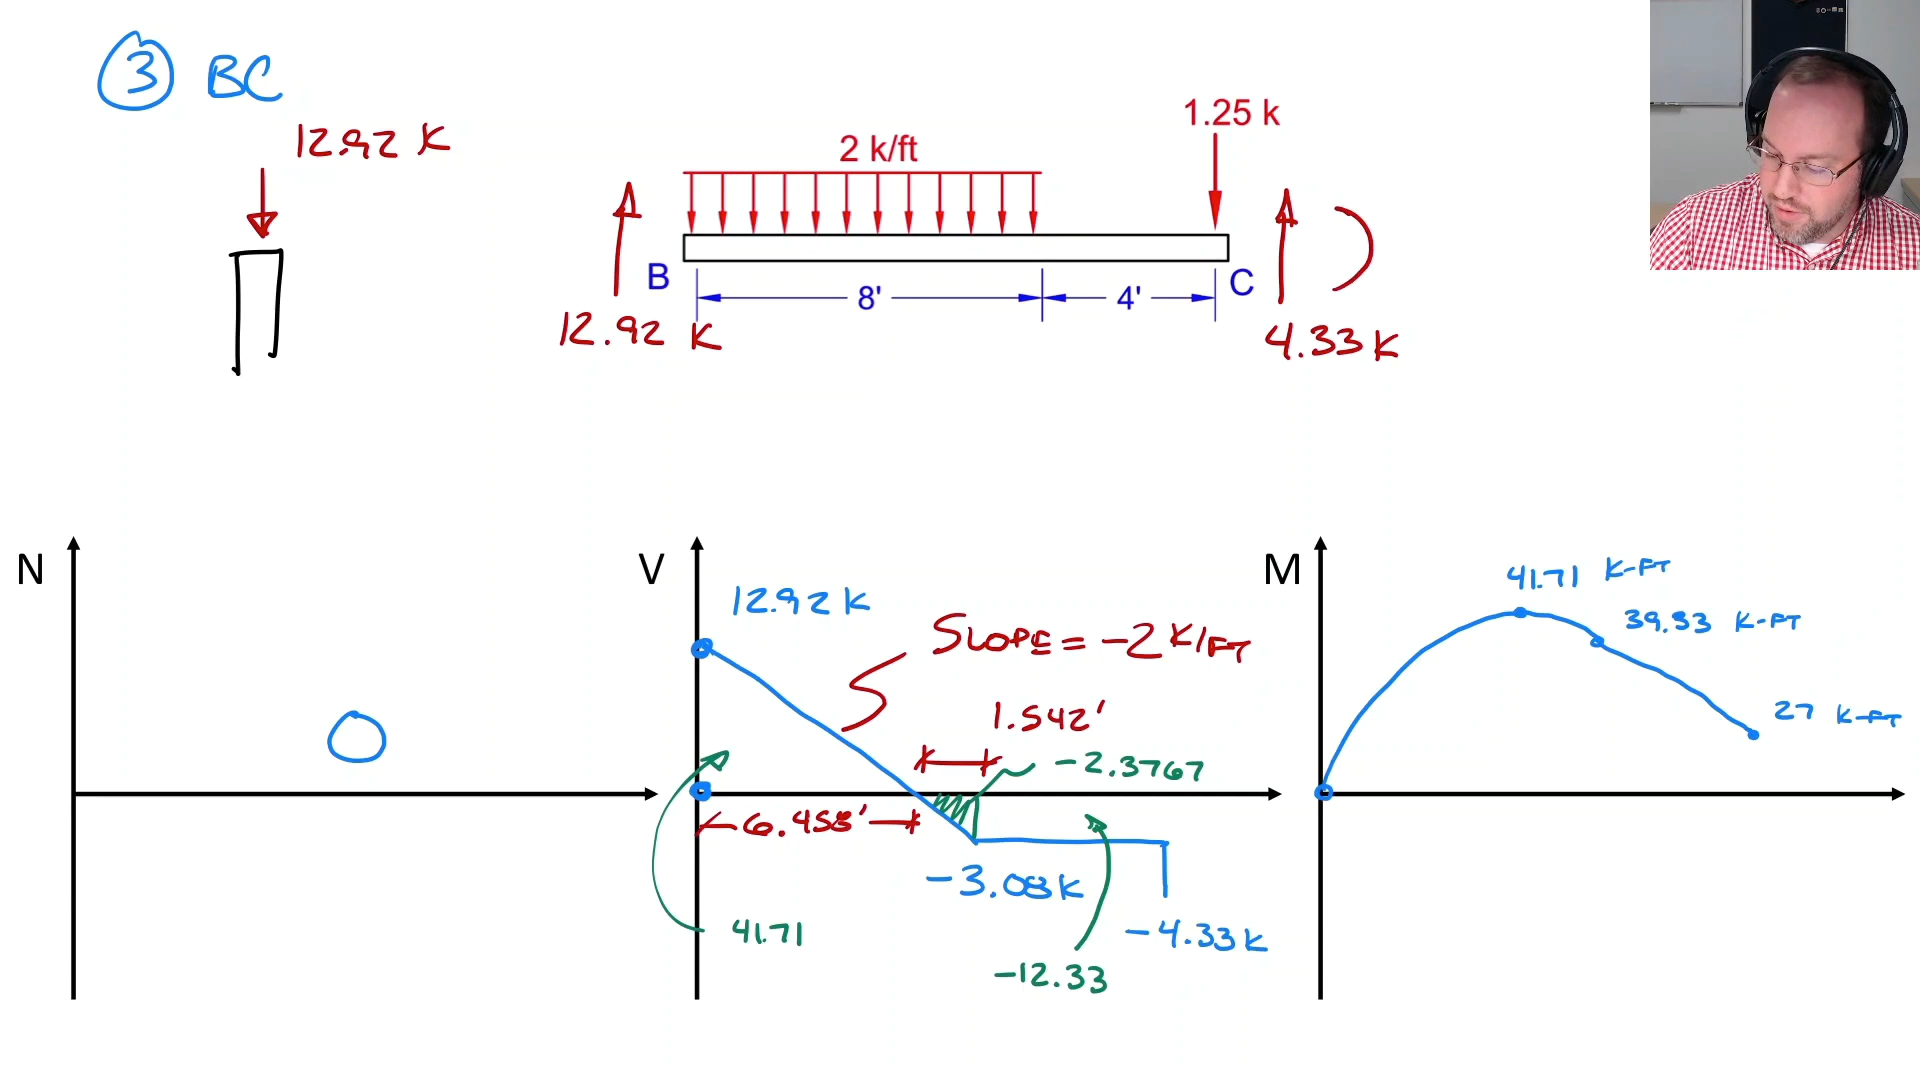 3 BC
12.92 K
2 k/ft
1.25 k
B
8'
4'
C
12.92 K
4.33 K
N
V
M
12.92 K
SLOPE = -2 K/FT
1.542'
-2.3767
6.458'
-3.08 K
41.71
-4.33 K
-12.33
41.71 K-FT
39.33 K-FT
27 K-FT